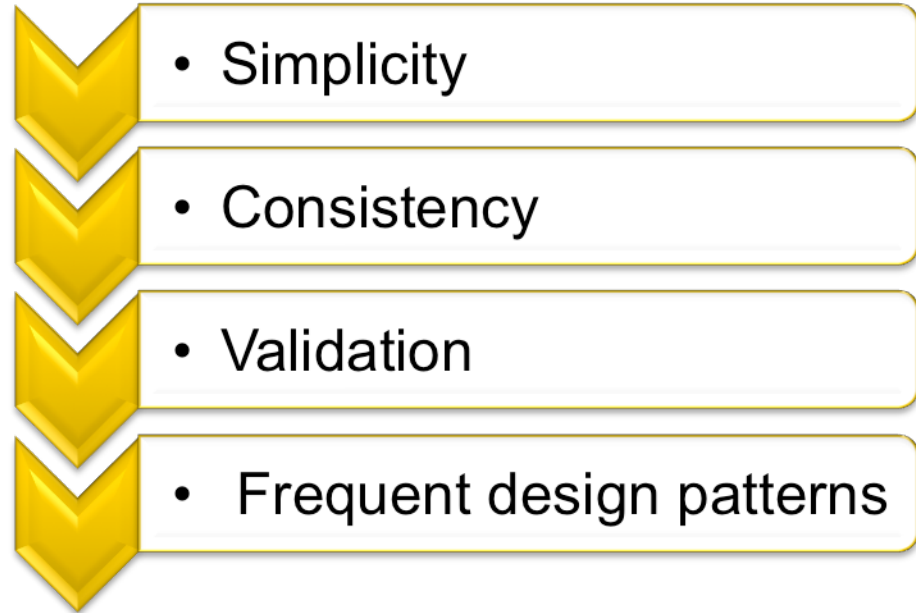 • Simplicity
• Consistency
• Validation
• Frequent design patterns